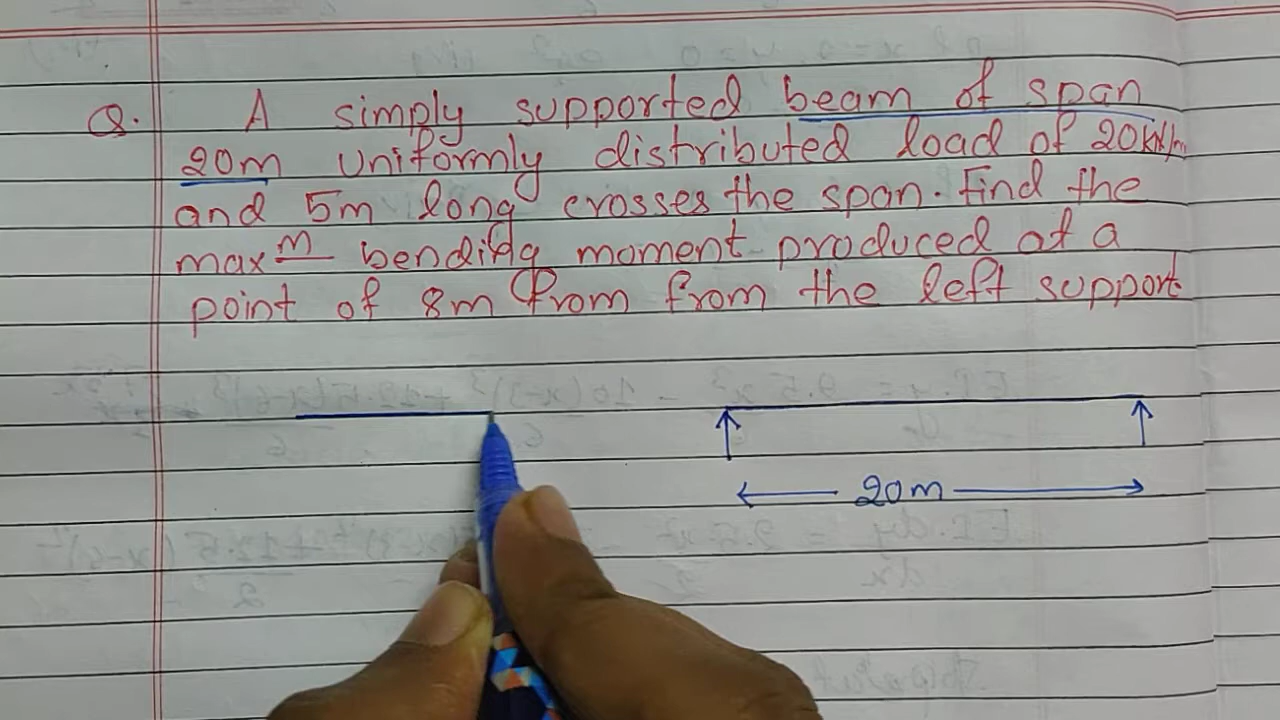 Q. A simply supported beam of span
20m uniformly distributed load of 20kN/m
and 5m long crosses the span. Find the
maxm bending moment produced at a
point of 8m from from the left support.
20m